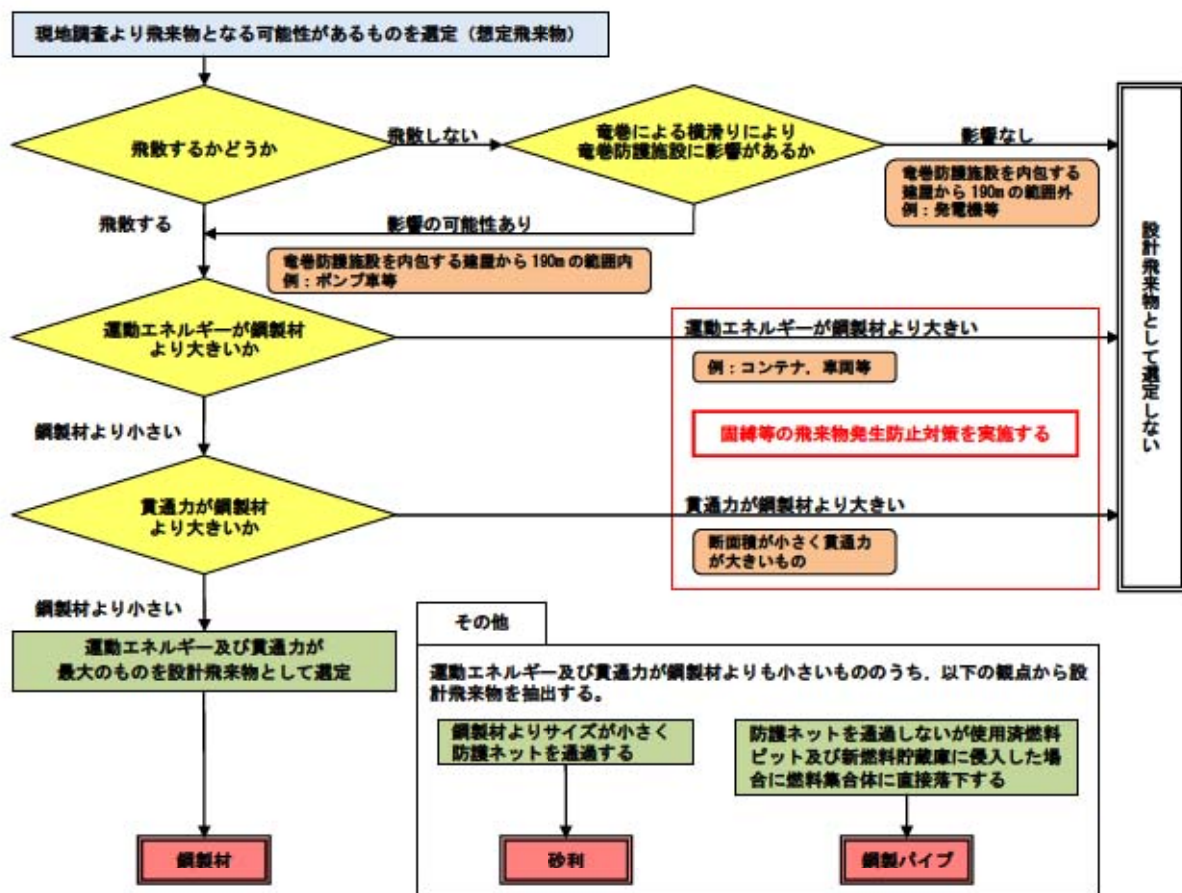 現地調査より飛来物となる可能性があるものを選定（想定飛来物）
飛散するかどうか
飛散しない
竜巻による横滑りにより
竜巻防護施設に影響があるか
影響なし
竜巻防護施設を内包する
建屋から190mの範囲外
例：発電機等
飛散する
影響の可能性あり
竜巻防護施設を内包する建屋から190mの範囲内
例：ポンプ車等
運動エネルギーが鋼製材
より大きいか
運動エネルギーが鋼製材より大きい
例：コンテナ，車両等
固縛等の飛来物発生防止対策を実施する
鋼製材より小さい
貫通力が鋼製材
より大きいか
貫通力が鋼製材より大きい
断面積が小さく貫通力
が大きいもの
設計飛来物として選定しない
鋼製材より小さい
運動エネルギー及び貫通力が
最大のものを設計飛来物として選定
鋼製材
その他
運動エネルギー及び貫通力が鋼製材よりも小さいもののうち，以下の観点から設
計飛来物を抽出する。
鋼製材よりサイズが小さく
防護ネットを通過する
砂利
防護ネットを通過しないが使用済燃料
ピット及び新燃料貯蔵庫に侵入した場
合に燃料集合体に直接落下する
鋼製パイプ